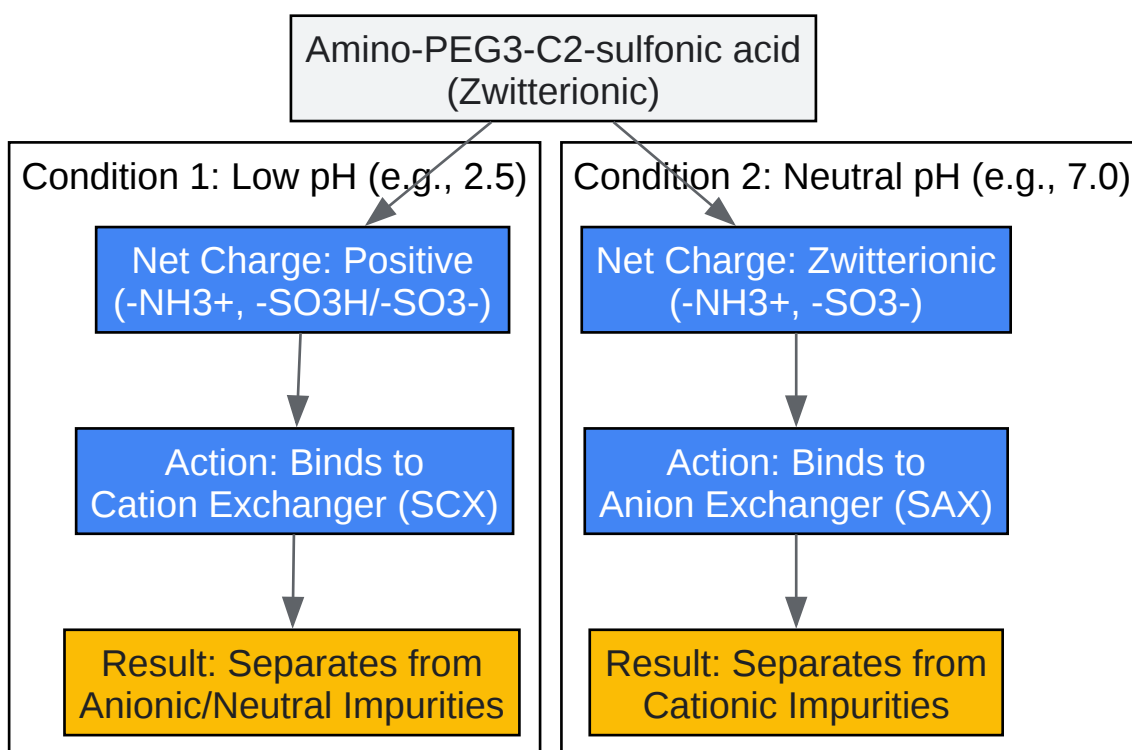 Amino-PEG3-C2-sulfonic acid
(Zwitterionic)
Condition 1: Low pH (e.g., 2.5)
Net Charge: Positive
(-NH3+, -SO3H/-SO3-)
Action: Binds to
Cation Exchanger (SCX)
Result: Separates from
Anionic/Neutral Impurities
Condition 2: Neutral pH (e.g., 7.0)
Net Charge: Zwitterionic
(-NH3+, -SO3-)
Action: Binds to
Anion Exchanger (SAX)
Result: Separates from
Cationic Impurities